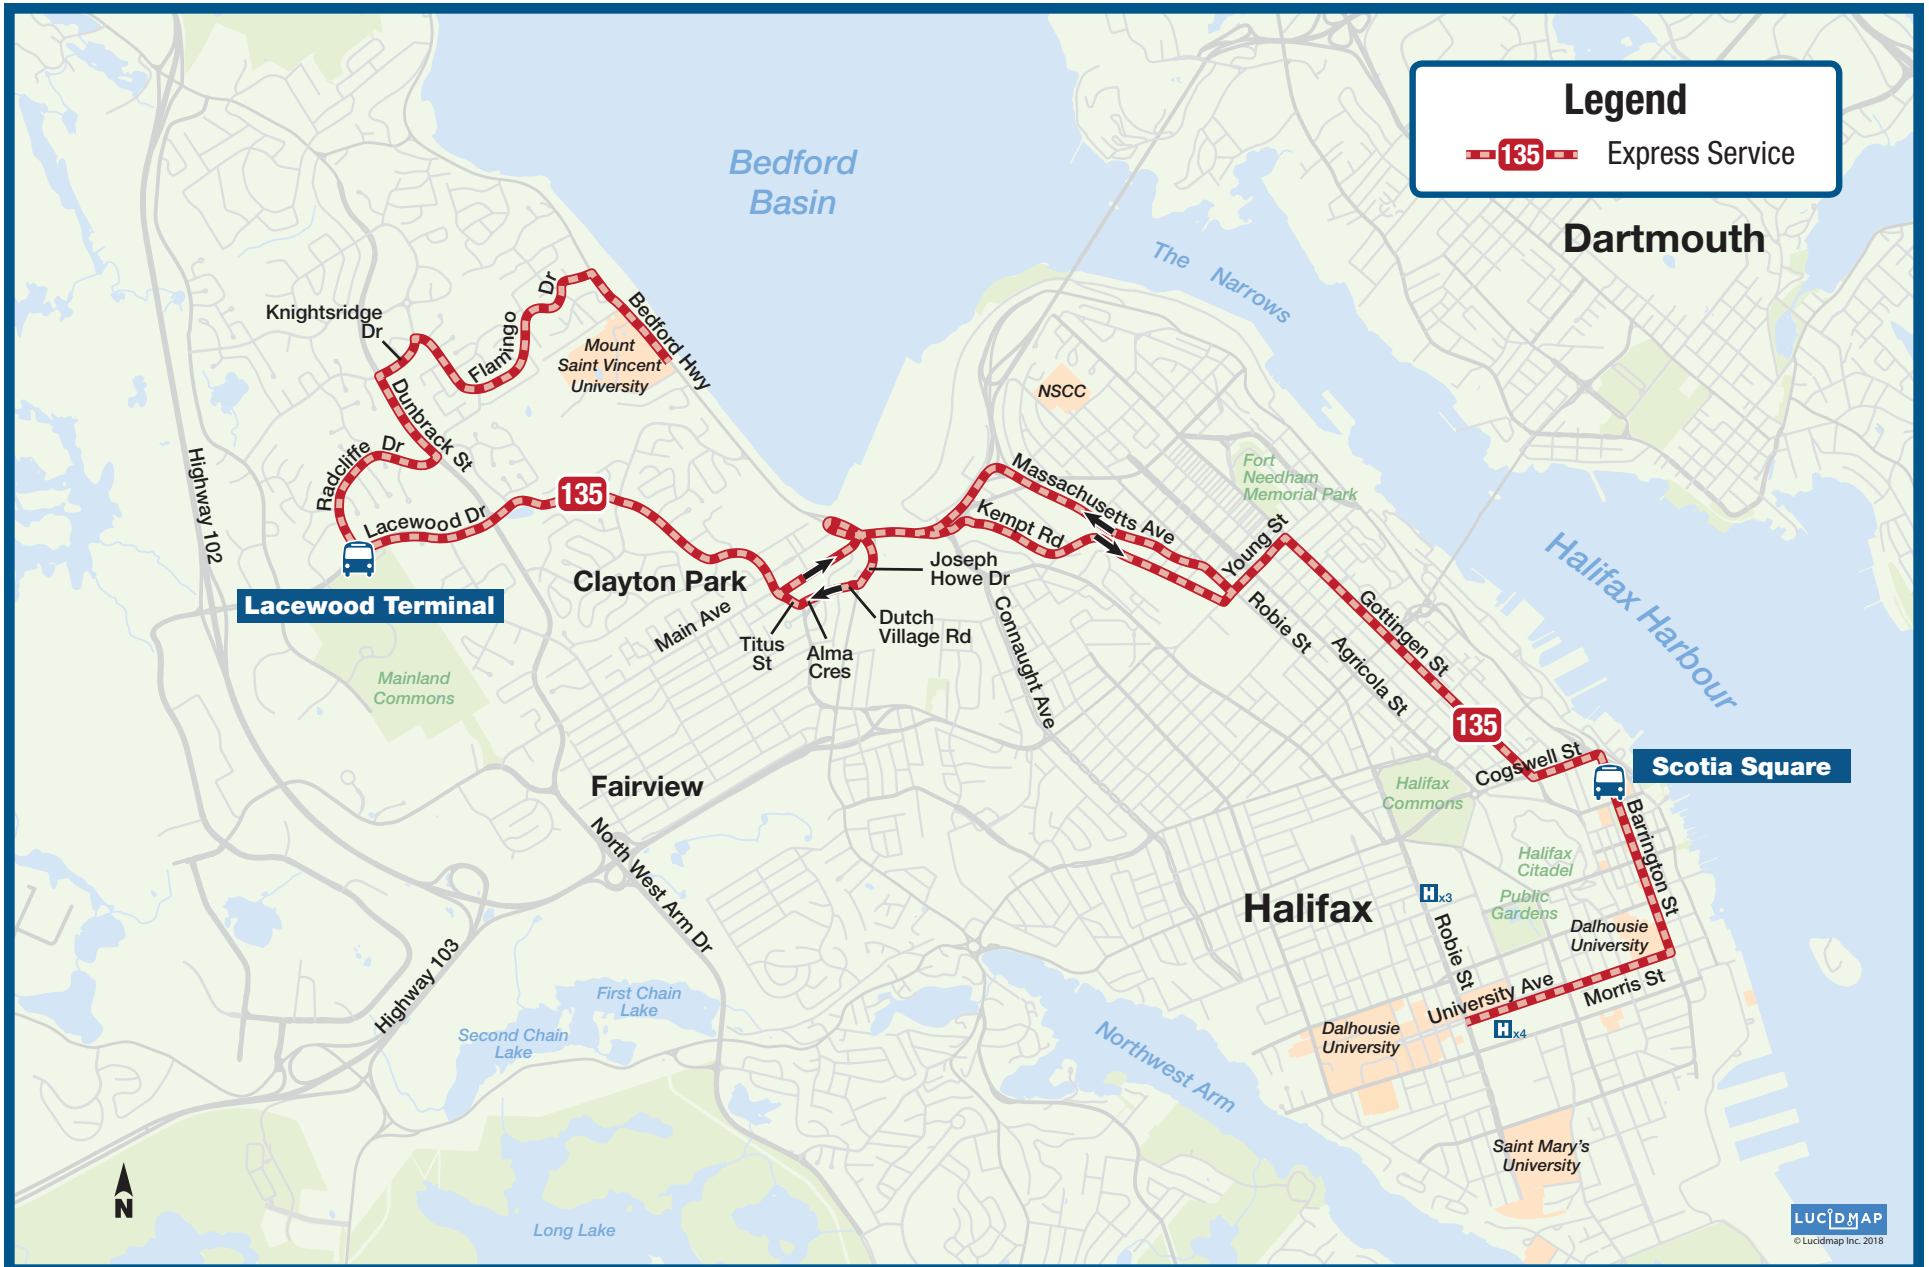 Legend
135
Express Service
Bedford
Basin
The Narrows
Dartmouth
Knightsridge
Dr
Flamingo Dr
Bedford Hwy
Mount
Saint Vincent
University
NSCC
Dunbrack St
Radcliffe Dr
Lacewood Dr
Highway 102
135
Massachusetts Ave
Kempt Rd
Fort
Needham
Memorial Park
Young St
Halifax Harbour
Lacewood Terminal
Clayton Park
Joseph
Howe Dr
Main Ave
Titus
St
Alma
Cres
Dutch
Village Rd
Connaught Ave
Robie St
Agricola St
Gottingen St
135
Mainland
Commons
Cogswell St
Scotia Square
Fairview
Halifax
Commons
Barrington St
North West Arm Dr
Halifax
Citadel
Public
Gardens
Hx3
Halifax
Robie St
Dalhousie
University
Highway 103
University Ave
Morris St
First Chain
Lake
Second Chain
Lake
Northwest Arm
Dalhousie
University
Hx4
Saint Mary's
University
N
Long Lake
LUCIDMAP
© Lucidmap Inc. 2018